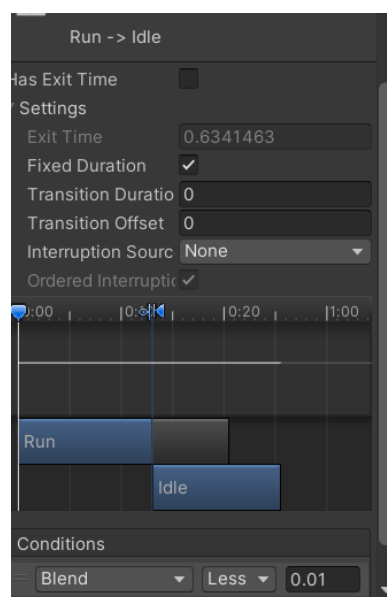 Run -> Idle
Has Exit Time
Settings
Exit Time 0.6341463
Fixed Duration
Transition Duratio 0
Transition Offset 0
Interruption Sourc None
Ordered Interruptic
0:00 0:20 1:00
Run
Idle
Conditions
Blend Less 0.01